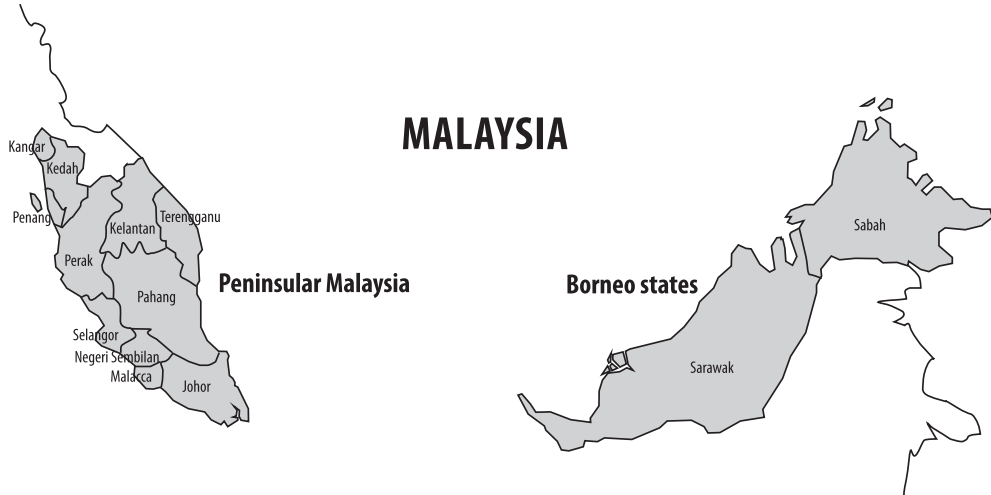 MALAYSIA
Kangar
Kedah
Penang
Terengganu
Kelantan
Perak
Pahang
Peninsular Malaysia
Selangor
Negeri Sembilan
Malacca
Johor
Borneo states
Sabah
Sarawak